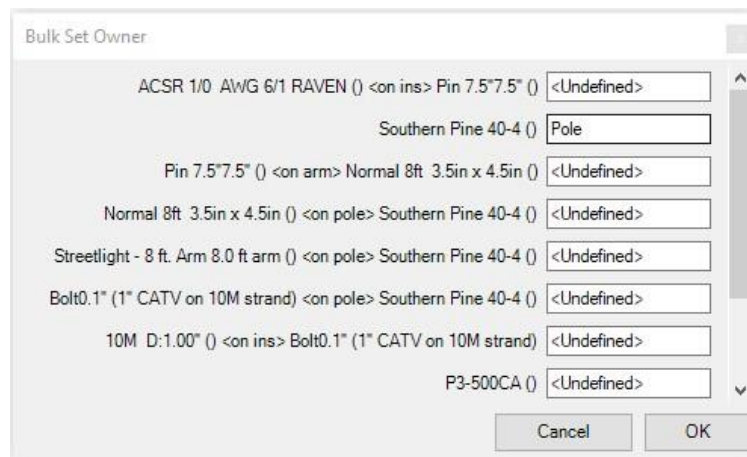 Bulk Set Owner
ACSR 1/0 AWG 6/1 RAVEN () <on ins> Pin 7.5"7.5" () <Undefined>
Southern Pine 40-4 () Pole
Pin 7.5"7.5" () <on arm> Normal 8ft 3.5in x 4.5in () <Undefined>
Normal 8ft 3.5in x 4.5in () <on pole> Southern Pine 40-4 () <Undefined>
Streetlight - 8 ft. Arm 8.0 ft arm () <on pole> Southern Pine 40-4 () <Undefined>
Bolt0.1" (1" CATV on 10M strand) <on pole> Southern Pine 40-4 () <Undefined>
10M D:1.00" () <on ins> Bolt0.1" (1" CATV on 10M strand) <Undefined>
P3-500CA () <Undefined>
Cancel OK